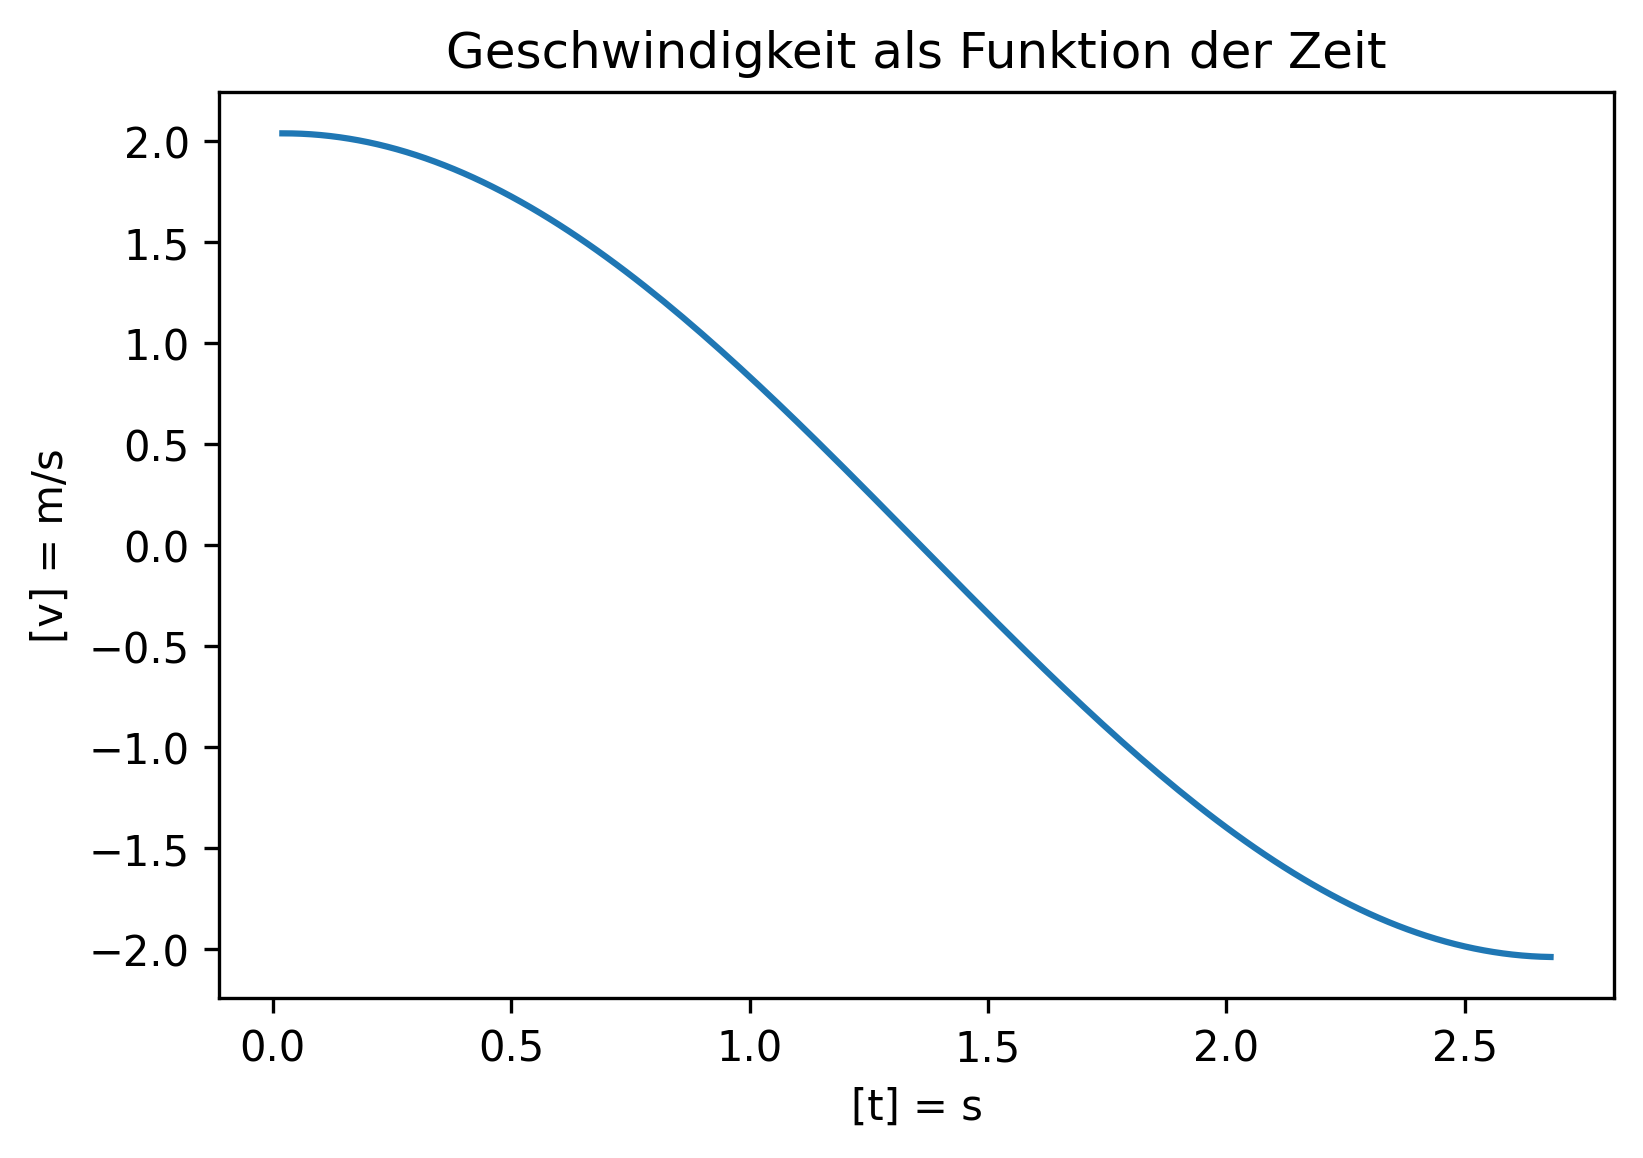 Geschwindigkeit als Funktion der Zeit
[v] = m/s
2.0
1.5
1.0
0.5
0.0
−0.5
−1.0
−1.5
−2.0
0.0 0.5 1.0 1.5 2.0 2.5
[t] = s